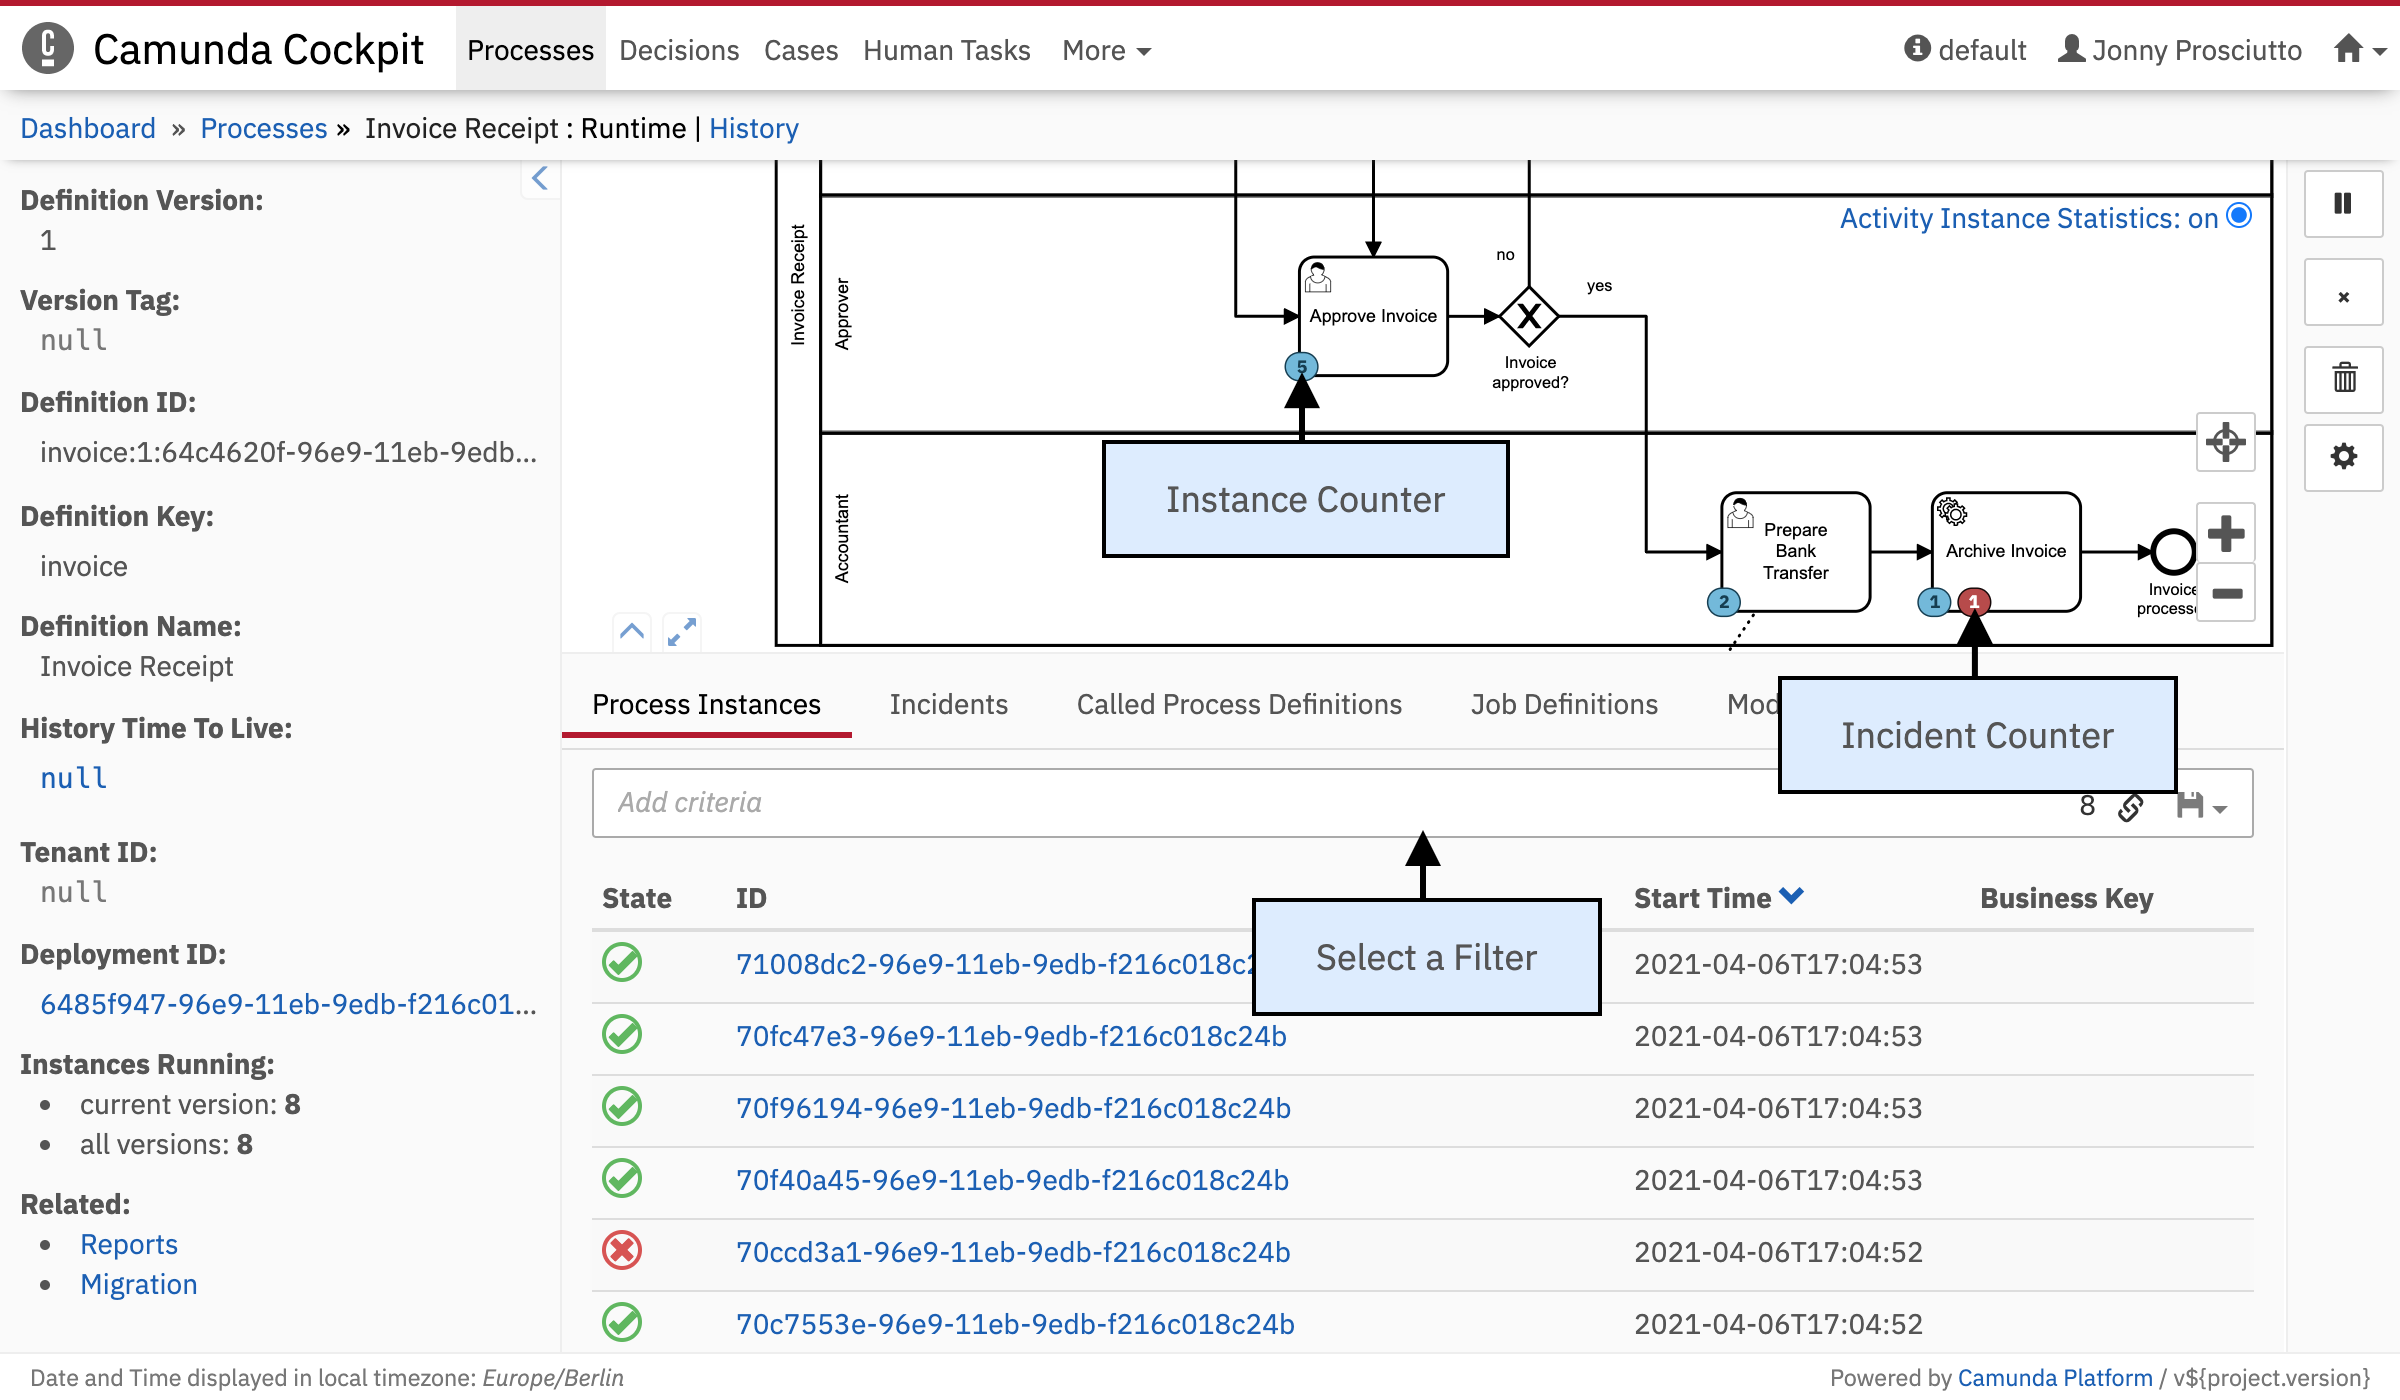 Camunda Cockpit
Processes Decisions Cases Human Tasks More
default Jonny Prosciutto
Dashboard » Processes » Invoice Receipt : Runtime | History
Definition Version:
1
Version Tag:
null
Definition ID:
invoice:1:64c4620f-96e9-11eb-9edb...
Definition Key:
invoice
Definition Name:
Invoice Receipt
History Time To Live:
null
Tenant ID:
null
Deployment ID:
6485f947-96e9-11eb-9edb-f216c01...
Instances Running:
current version: 8
all versions: 8
Related:
Reports
Migration
Activity Instance Statistics: on
Invoice Receipt
Approver
Accountant
Approve Invoice
5
no
yes
X
Invoice
approved?
Instance Counter
Prepare
Bank
Transfer
2
Archive Invoice
1 1
Invoice
process
Incident Counter
Process Instances Incidents Called Process Definitions Job Definitions Mod
Add criteria
8
Select a Filter
State ID Start Time Business Key
71008dc2-96e9-11eb-9edb-f216c018c2 2021-04-06T17:04:53
70fc47e3-96e9-11eb-9edb-f216c018c24b 2021-04-06T17:04:53
70f96194-96e9-11eb-9edb-f216c018c24b 2021-04-06T17:04:53
70f40a45-96e9-11eb-9edb-f216c018c24b 2021-04-06T17:04:53
70ccd3a1-96e9-11eb-9edb-f216c018c24b 2021-04-06T17:04:52
70c7553e-96e9-11eb-9edb-f216c018c24b 2021-04-06T17:04:52
Date and Time displayed in local timezone: Europe/Berlin
Powered by Camunda Platform / v${project.version}